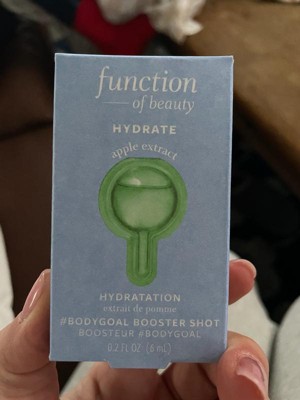 function
of beauty
HYDRATE
apple extract
HYDRATATION
extrait de pomme
#BODYGOAL BOOSTER SHOT
BOOSTEUR #BODYGOAL
0.2 FL OZ (6 mL)